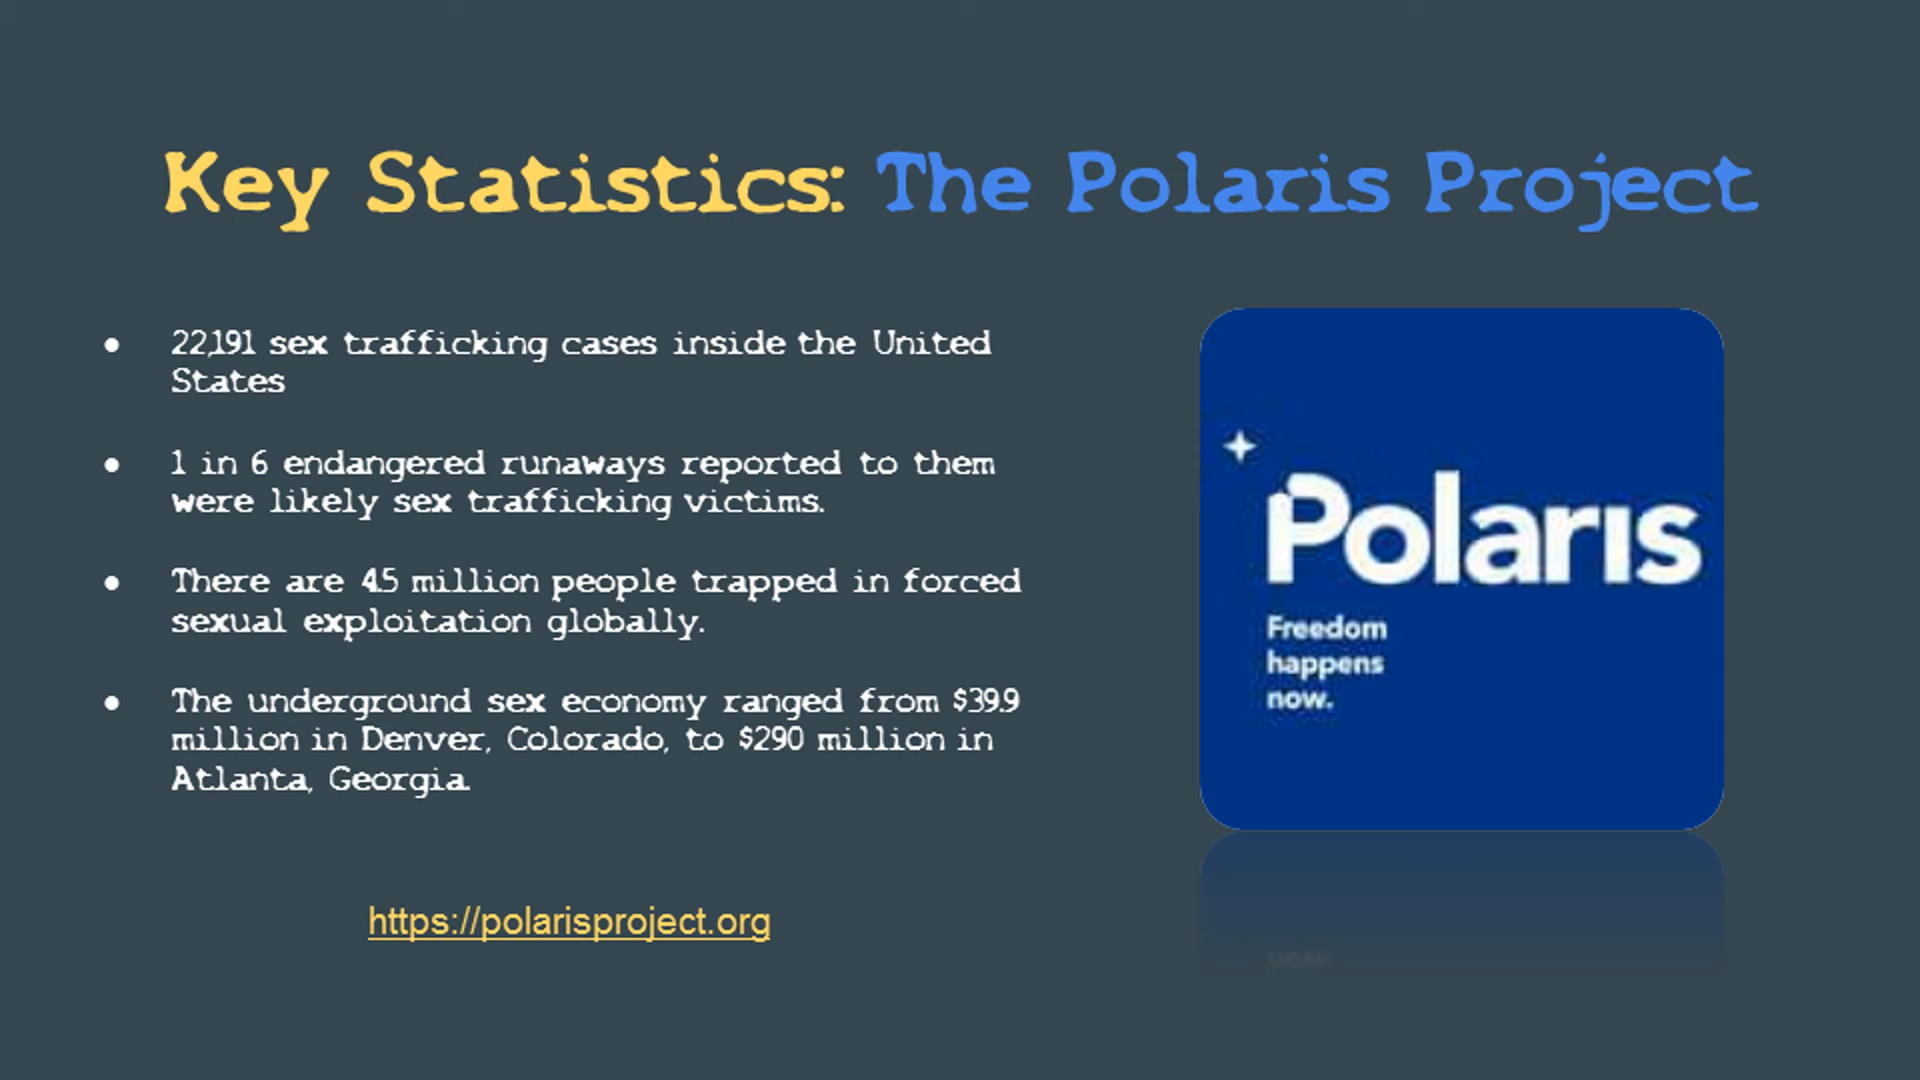 Key Statistics: The Polaris Project
● 22,191 sex trafficking cases inside the United
States
● 1 in 6 endangered runaways reported to them
were likely sex trafficking victims.
● There are 4.5 million people trapped in forced
sexual exploitation globally.
● The underground sex economy ranged from $39.9
million in Denver, Colorado, to $290 million in
Atlanta, Georgia.
https://polarisproject.org
Polaris
Freedom
happens
now.